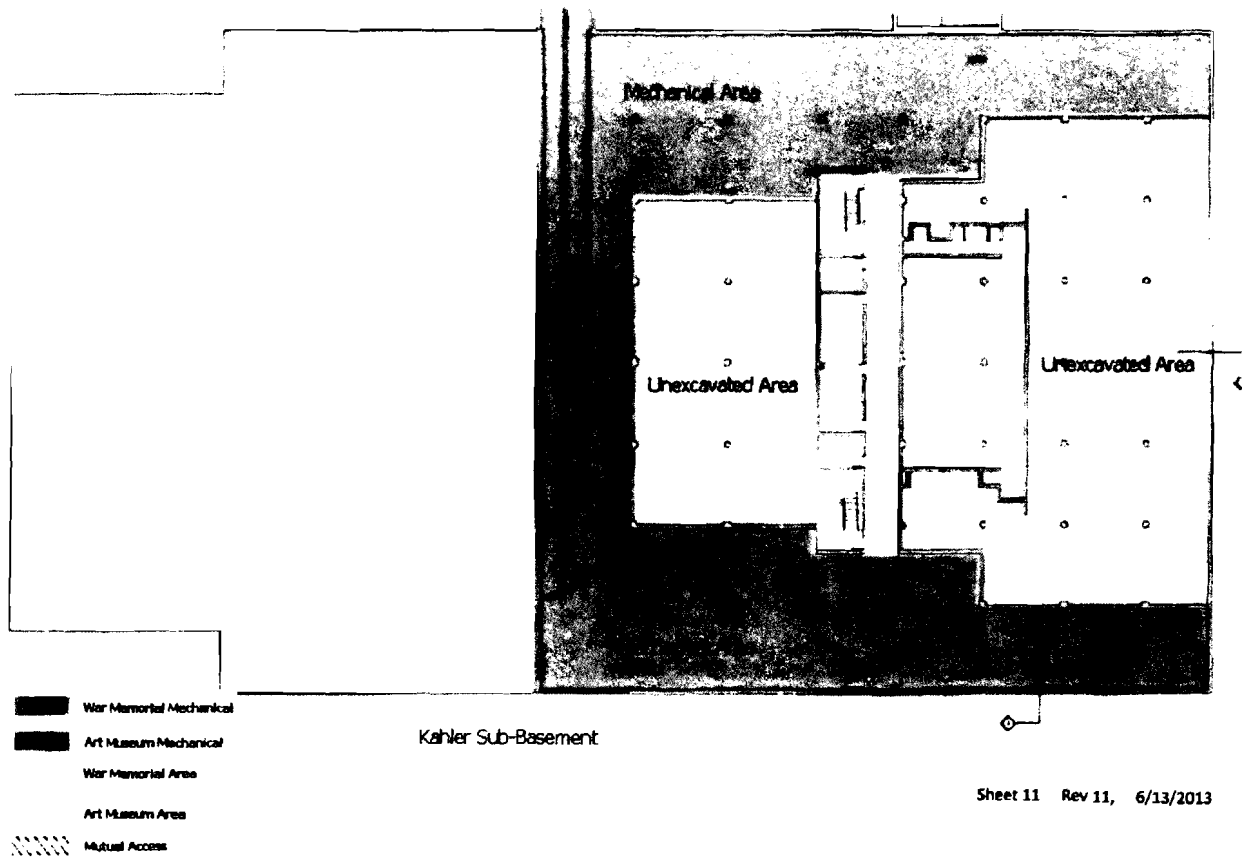 Mechanical Area
Unexcavated Area
Unexcavated Area
War Memorial Mechanical
Art Museum Mechanical
War Memorial Area
Art Museum Area
Mutual Access
Kahler Sub-Basement
Sheet 11 Rev 11, 6/13/2013